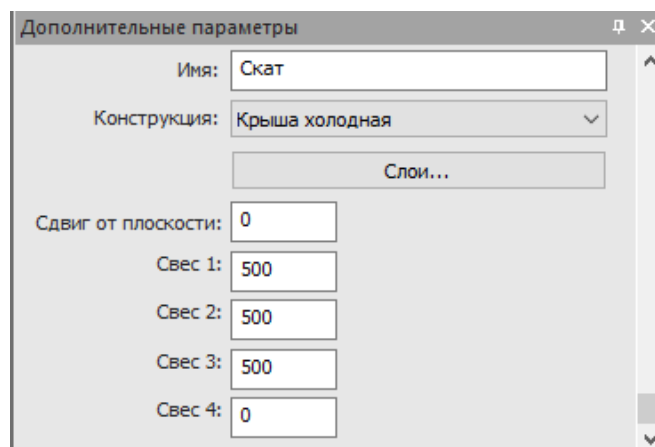 Дополнительные параметры
Имя: Скат
Конструкция: Крыша холодная
Слои...
Сдвиг от плоскости: 0
Свес 1: 500
Свес 2: 500
Свес 3: 500
Свес 4: 0